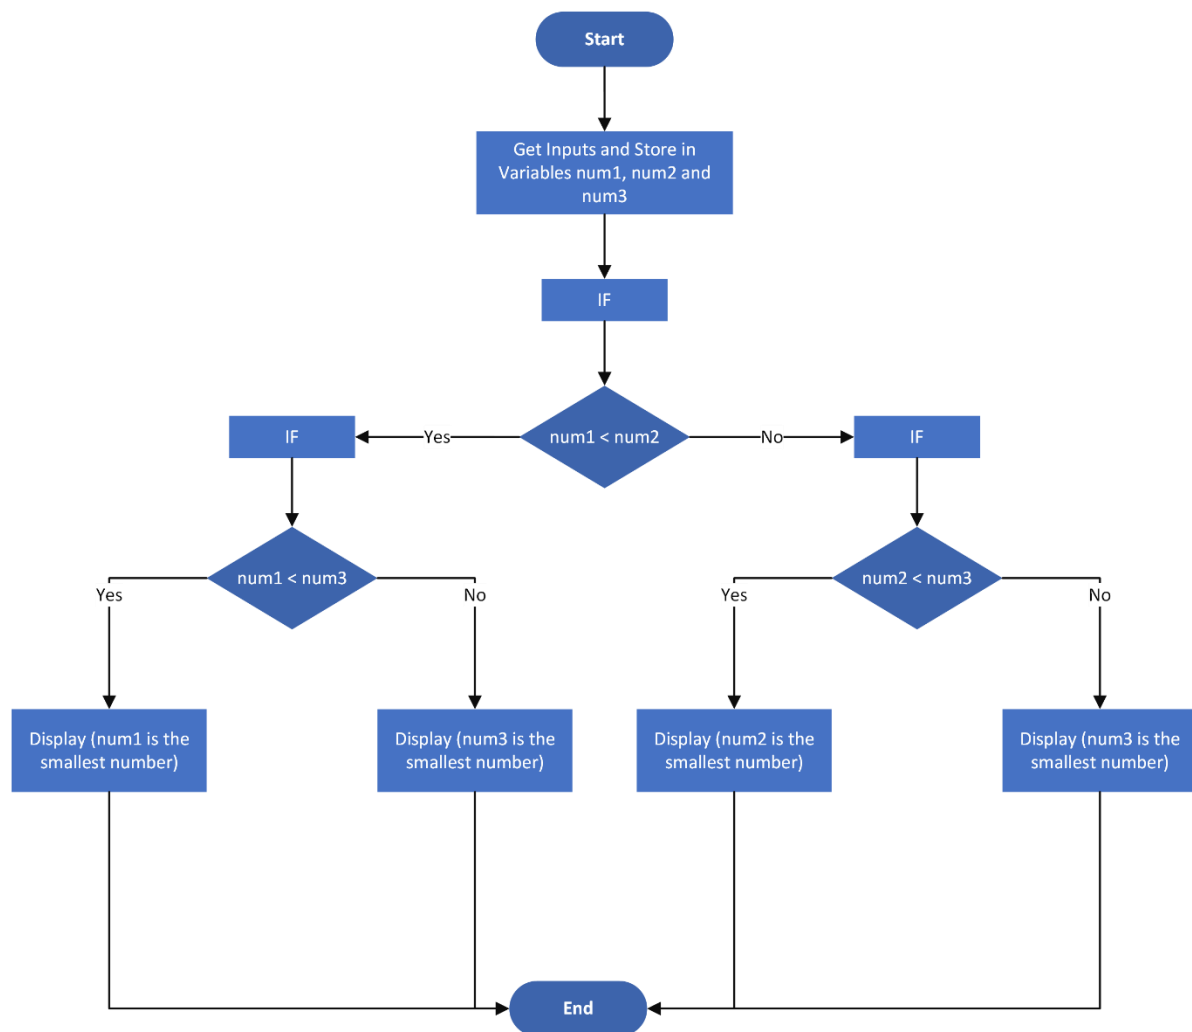 Start
Get Inputs and Store in
Variables num1, num2 and
num3
IF
IF
Yes
num1 < num2
No
IF
num1 < num3
num2 < num3
Yes
No
Yes
No
Display (num1 is the
smallest number)
Display (num3 is the
smallest number)
Display (num2 is the
smallest number)
Display (num3 is the
smallest number)
End